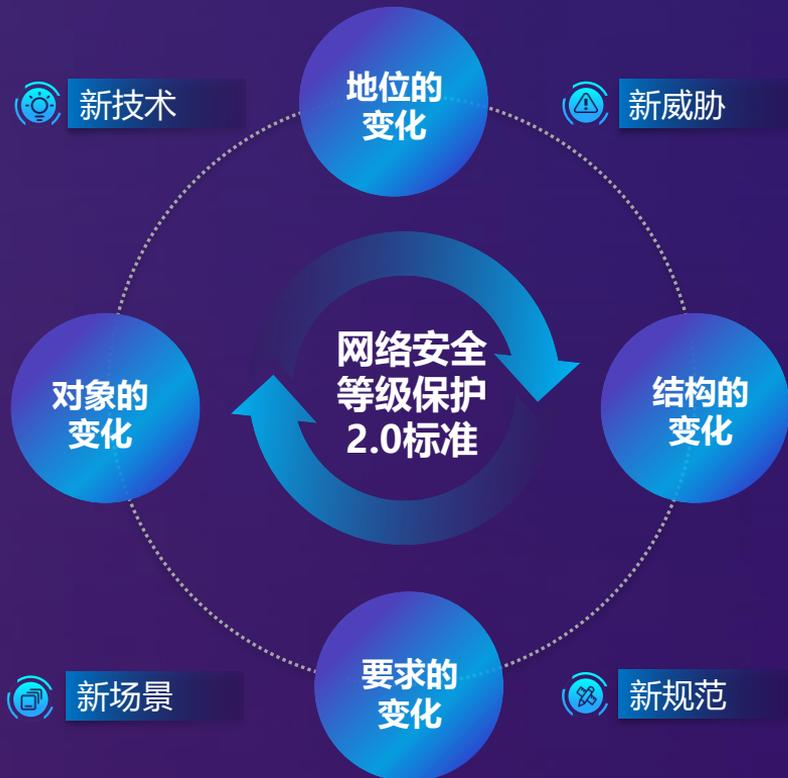 地位的
变化
新技术
新威胁
网络安全
等级保护
2.0标准
对象的
变化
结构的
变化
要求的
变化
新场景
新规范